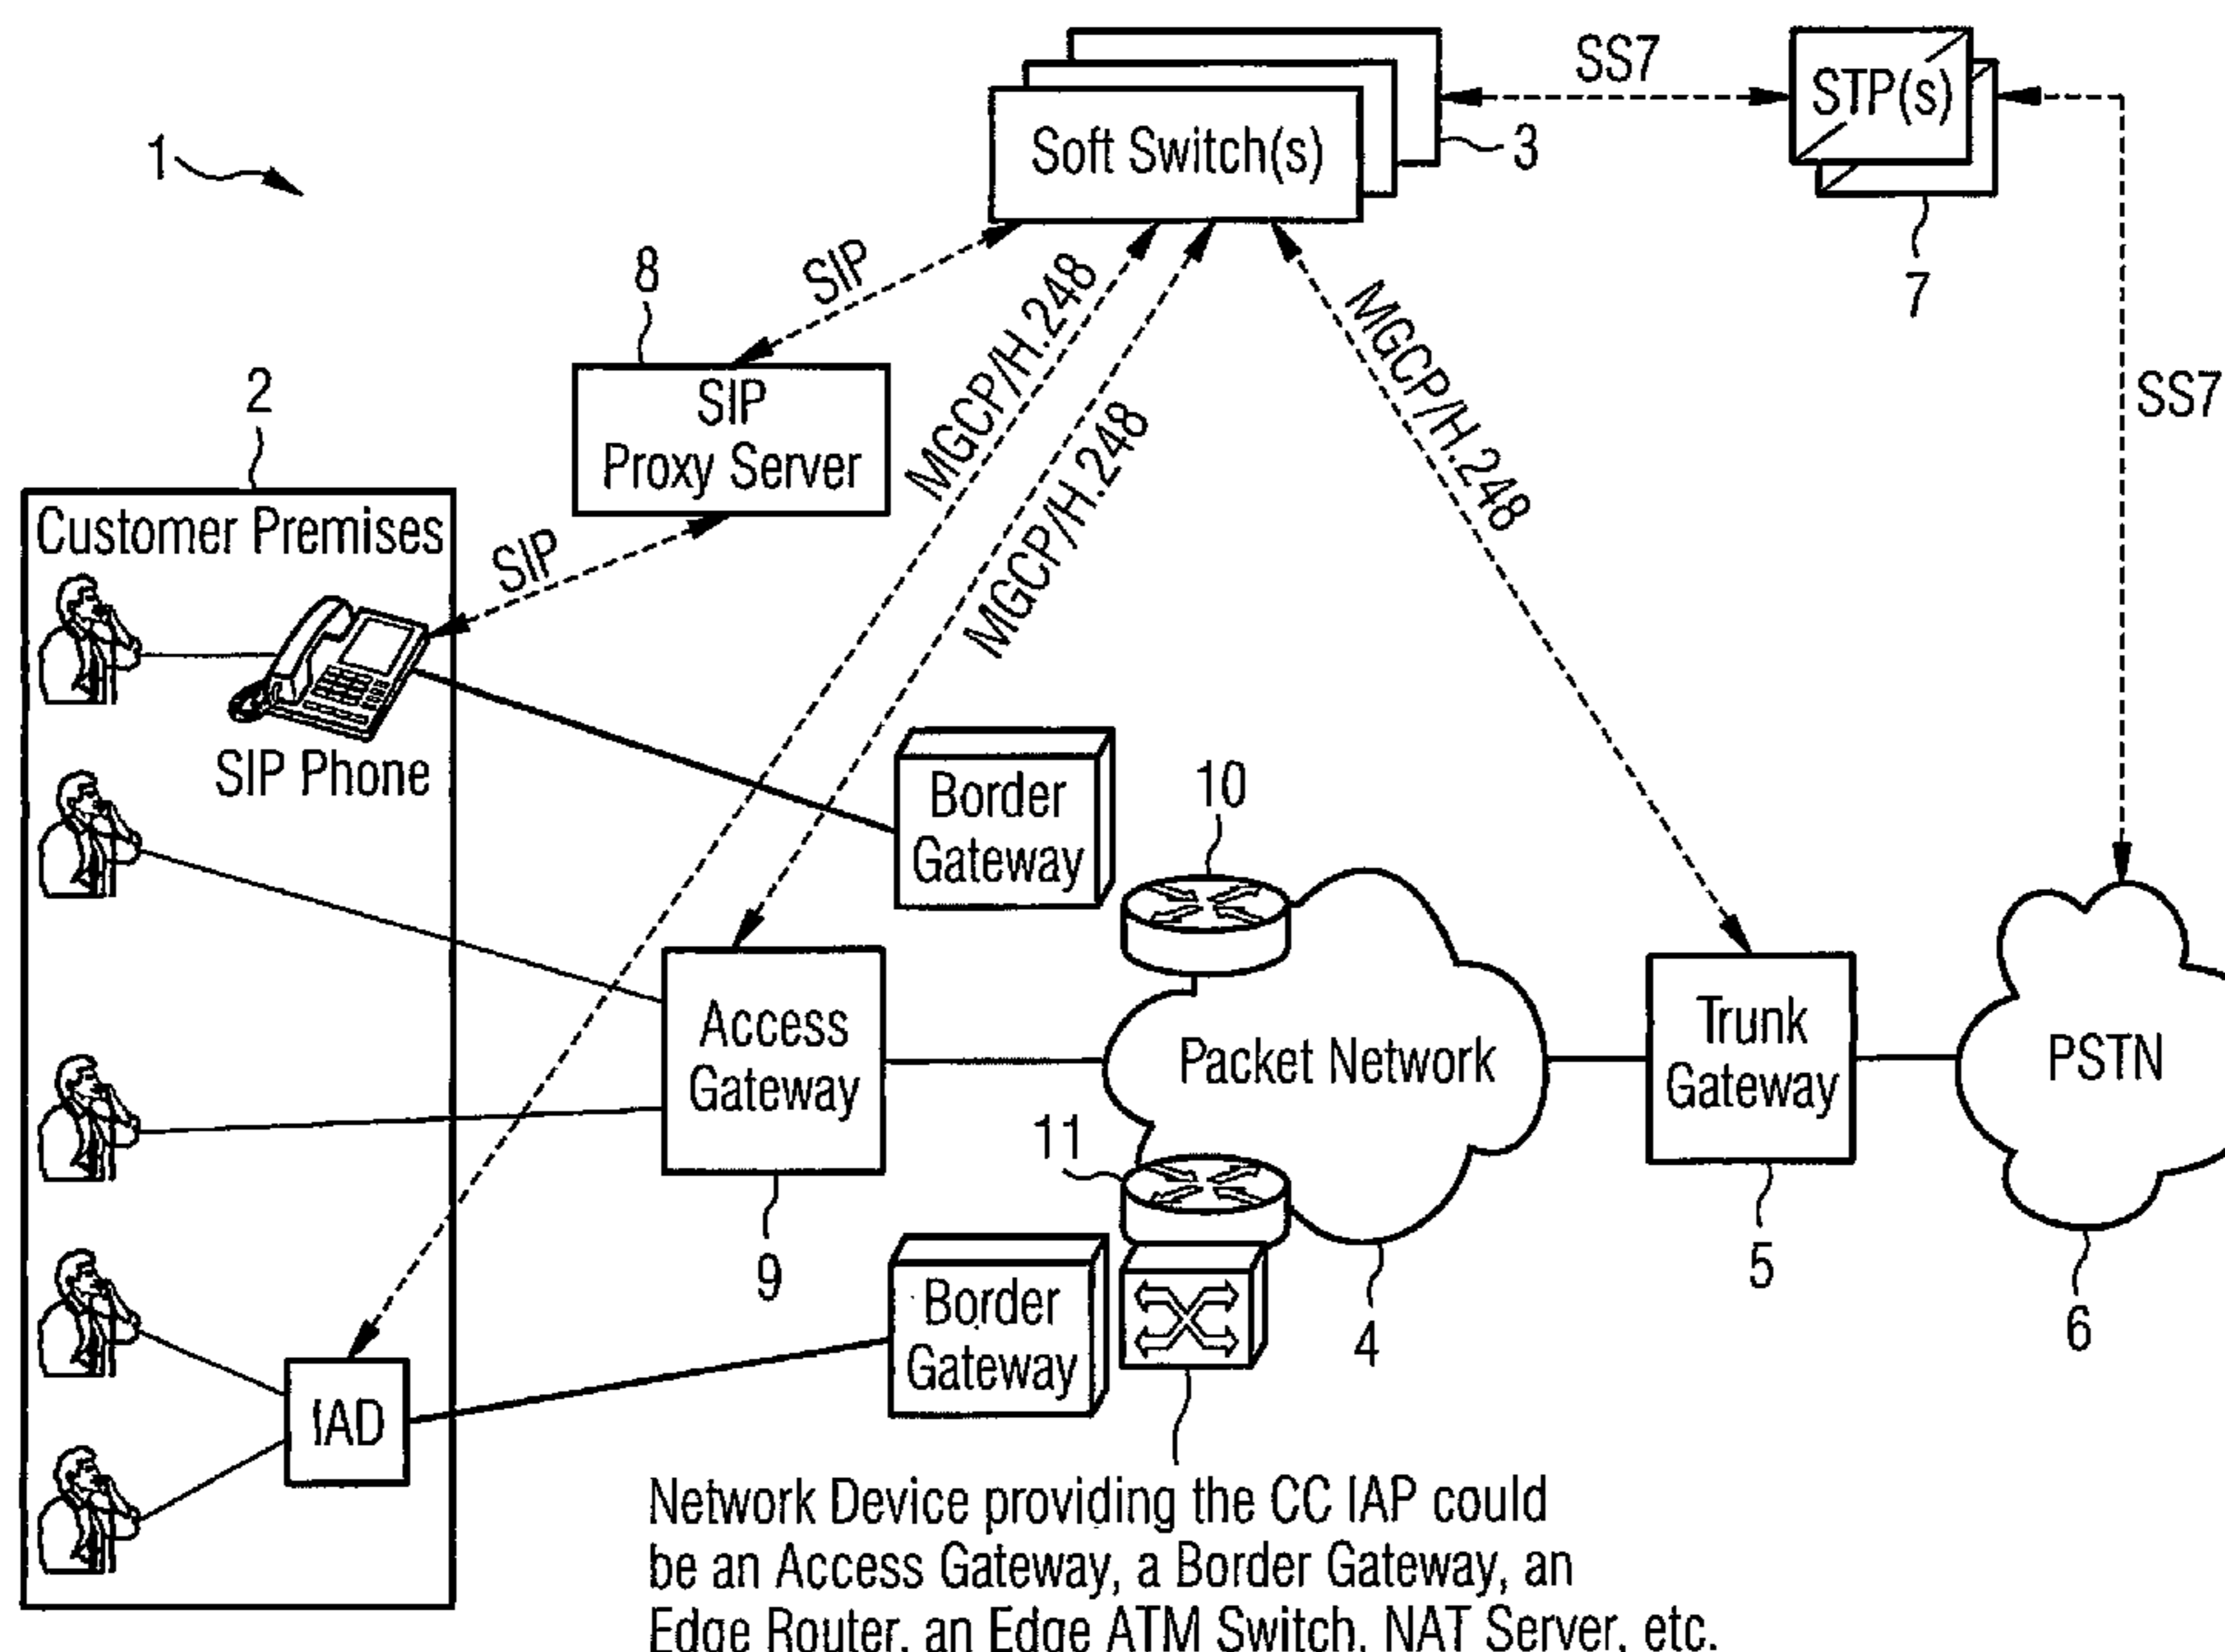 SS7
STP(s)
Soft Switch(s)
3
1
7
8
SIP
MGCP/H.248
MGCP/H.248
MGCP/H.248
SS7
2
SIP
Proxy Server
Customer Premises
SIP
SIP Phone
Border
Gateway
10
Access
Gateway
Packet Network
Trunk
Gateway
PSTN
11
9
5
Border
Gateway
4
6
IAD
Network Device providing the CC IAP could
be an Access Gateway, a Border Gateway, an
Edge Router, an Edge ATM Switch, NAT Server, etc.